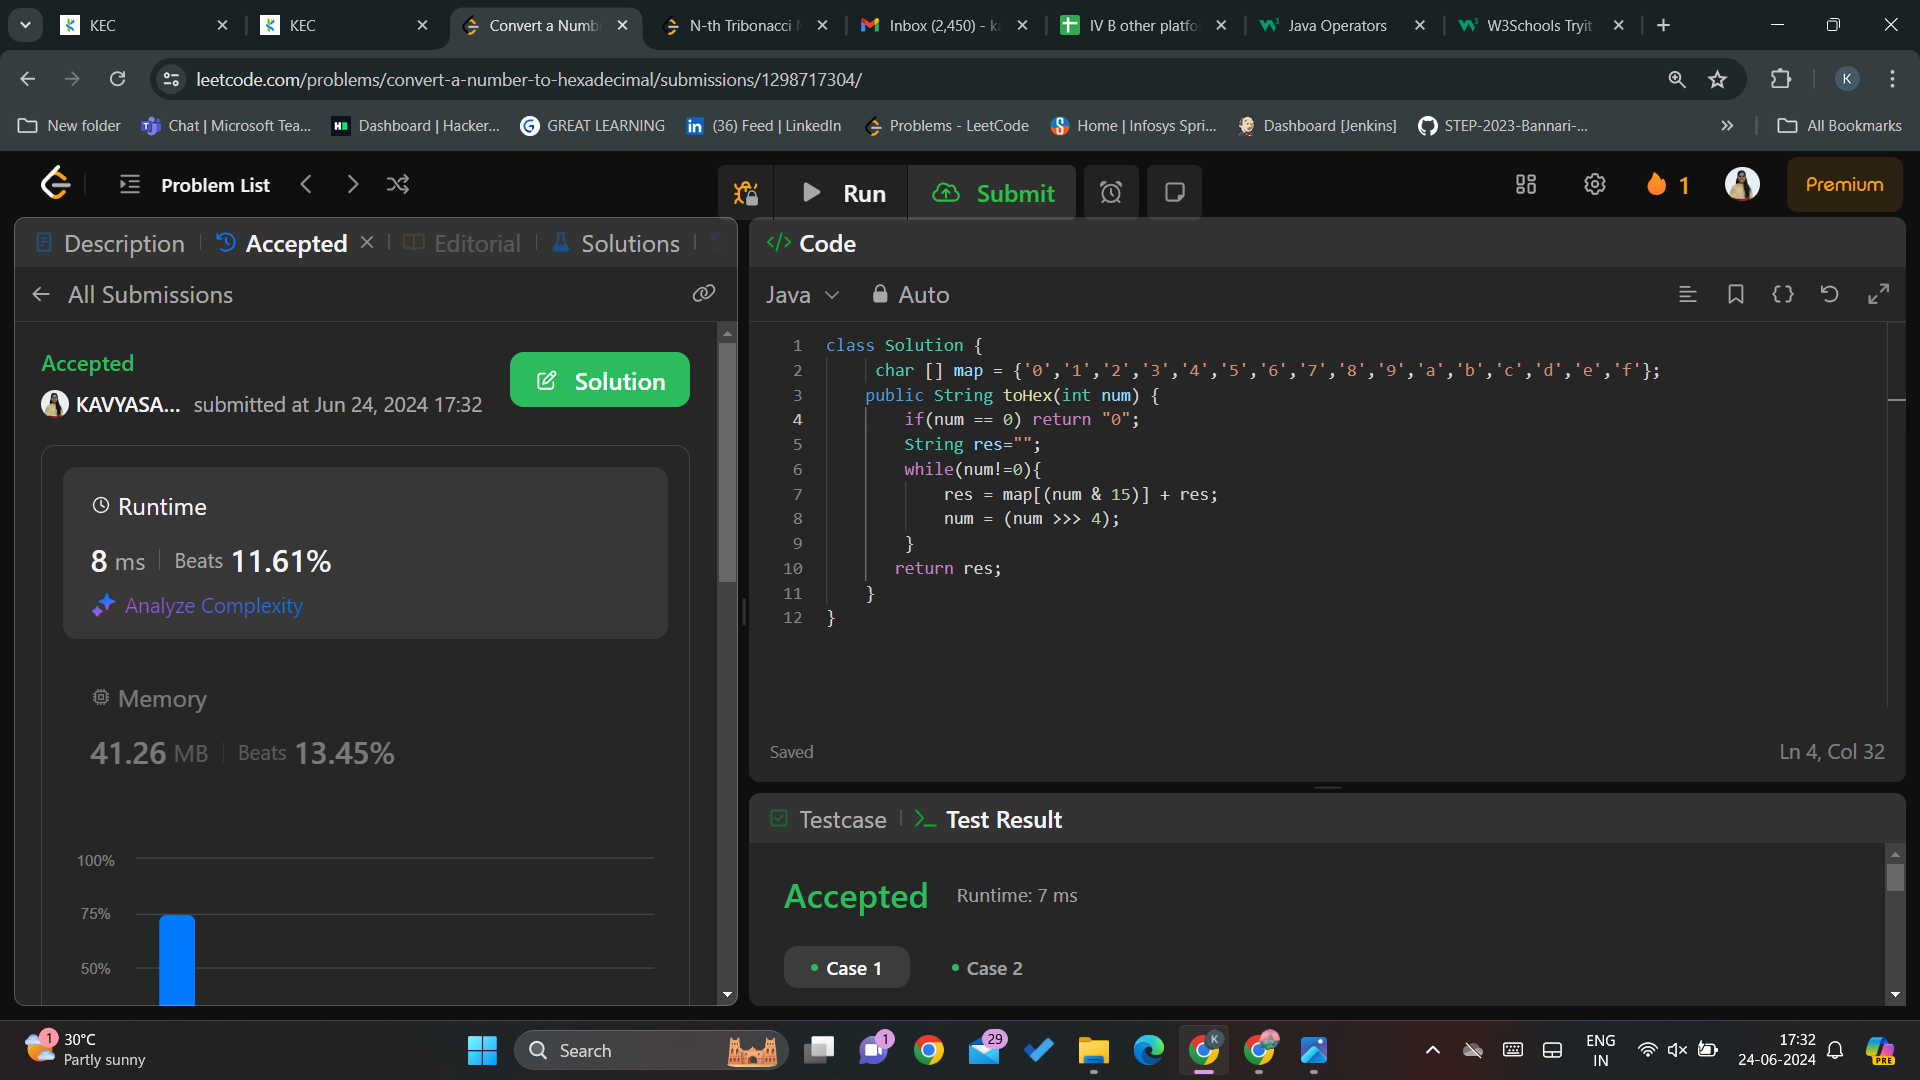 KEC
KEC
Convert a Numb
N-th Tribonacci
Inbox (2,450) - ka
IV B other platfo
Java Operators
W3Schools Tryit
leetcode.com/problems/convert-a-number-to-hexadecimal/submissions/1298717304/
K
New folder
Chat | Microsoft Tea...
Dashboard | Hacker...
GREAT LEARNING
(36) Feed | LinkedIn
Problems - LeetCode
Home | Infosys Spri...
Dashboard [Jenkins]
STEP-2023-Bannari-...
All Bookmarks
Problem List
Run
Submit
1
Premium
Description
Accepted
Editorial
Solutions
All Submissions
Accepted
KAVYASA... submitted at Jun 24, 2024 17:32
Solution
Runtime
8 ms Beats 11.61%
Analyze Complexity
Memory
41.26 MB Beats 13.45%
100%
75%
50%
</> Code
Java
Auto
1 class Solution {
2 char [] map = {'0','1','2','3','4','5','6','7','8','9','a','b','c','d','e','f'};
3 public String toHex(int num) {
4 if(num == 0) return "0";
5 String res="";
6 while(num!=0){
7 res = map[(num & 15)] + res;
8 num = (num >>> 4);
9 }
10 return res;
11 }
12 }
Saved
Ln 4, Col 32
Testcase
Test Result
Accepted Runtime: 7 ms
Case 1
Case 2
1
30°C
Partly sunny
Search
1
29
K
ENG
IN
17:32
24-06-2024
PRE